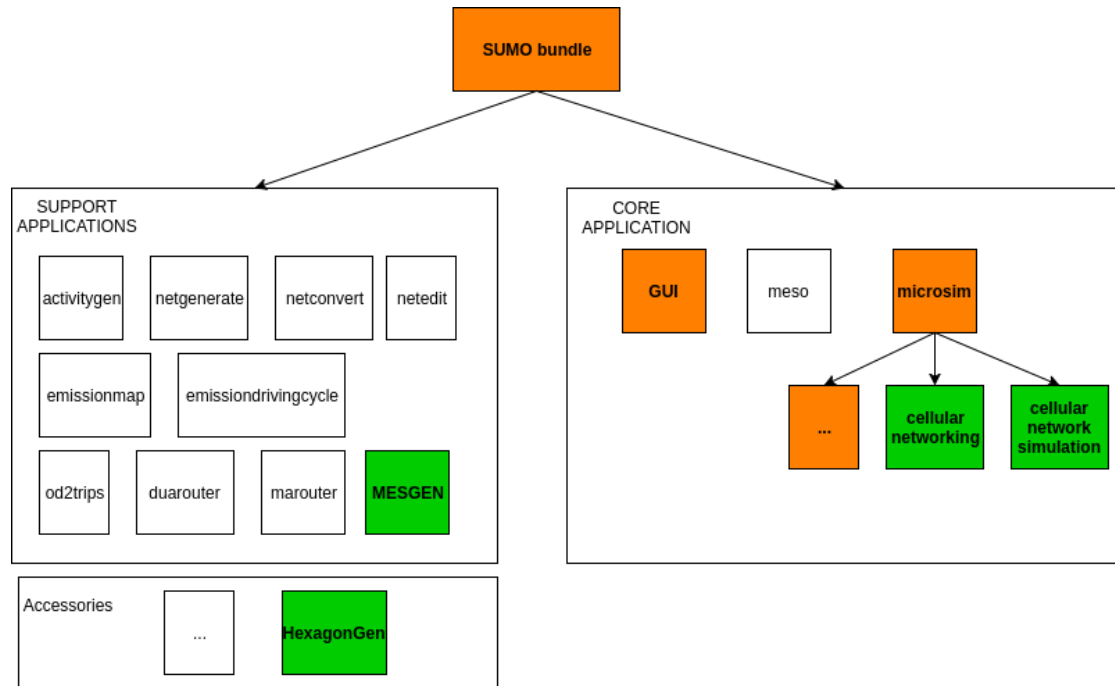 SUMO bundle
SUPPORT
APPLICATIONS
activitygen
netgenerate
netconvert
netedit
emissionmap
emissiondrivingcycle
od2trips
duarouter
marouter
MESGEN
Accessories
...
HexagonGen
CORE
APPLICATION
GUI
meso
microsim
...
cellular
networking
cellular
network
simulation